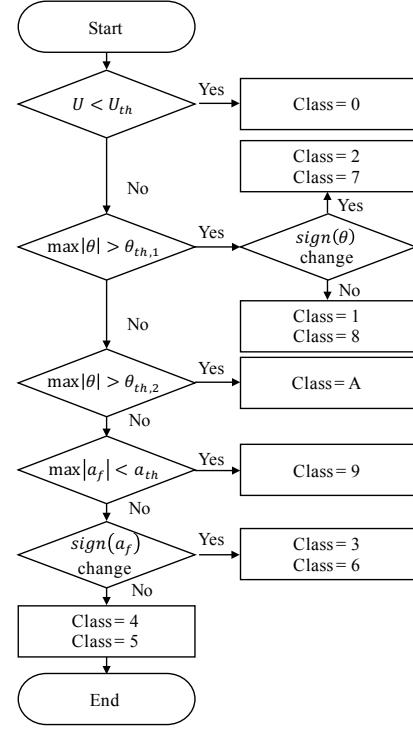 Start
U < U_th
Yes
Class = 0
No
Class = 2
Class = 7
Yes
max|θ| > θ_th,1
Yes
sign(θ)
change
No
No
Class = 1
Class = 8
max|θ| > θ_th,2
Yes
Class = A
No
max|a_f| < a_th
Yes
Class = 9
No
sign(a_f)
change
Yes
Class = 3
Class = 6
No
Class = 4
Class = 5
End